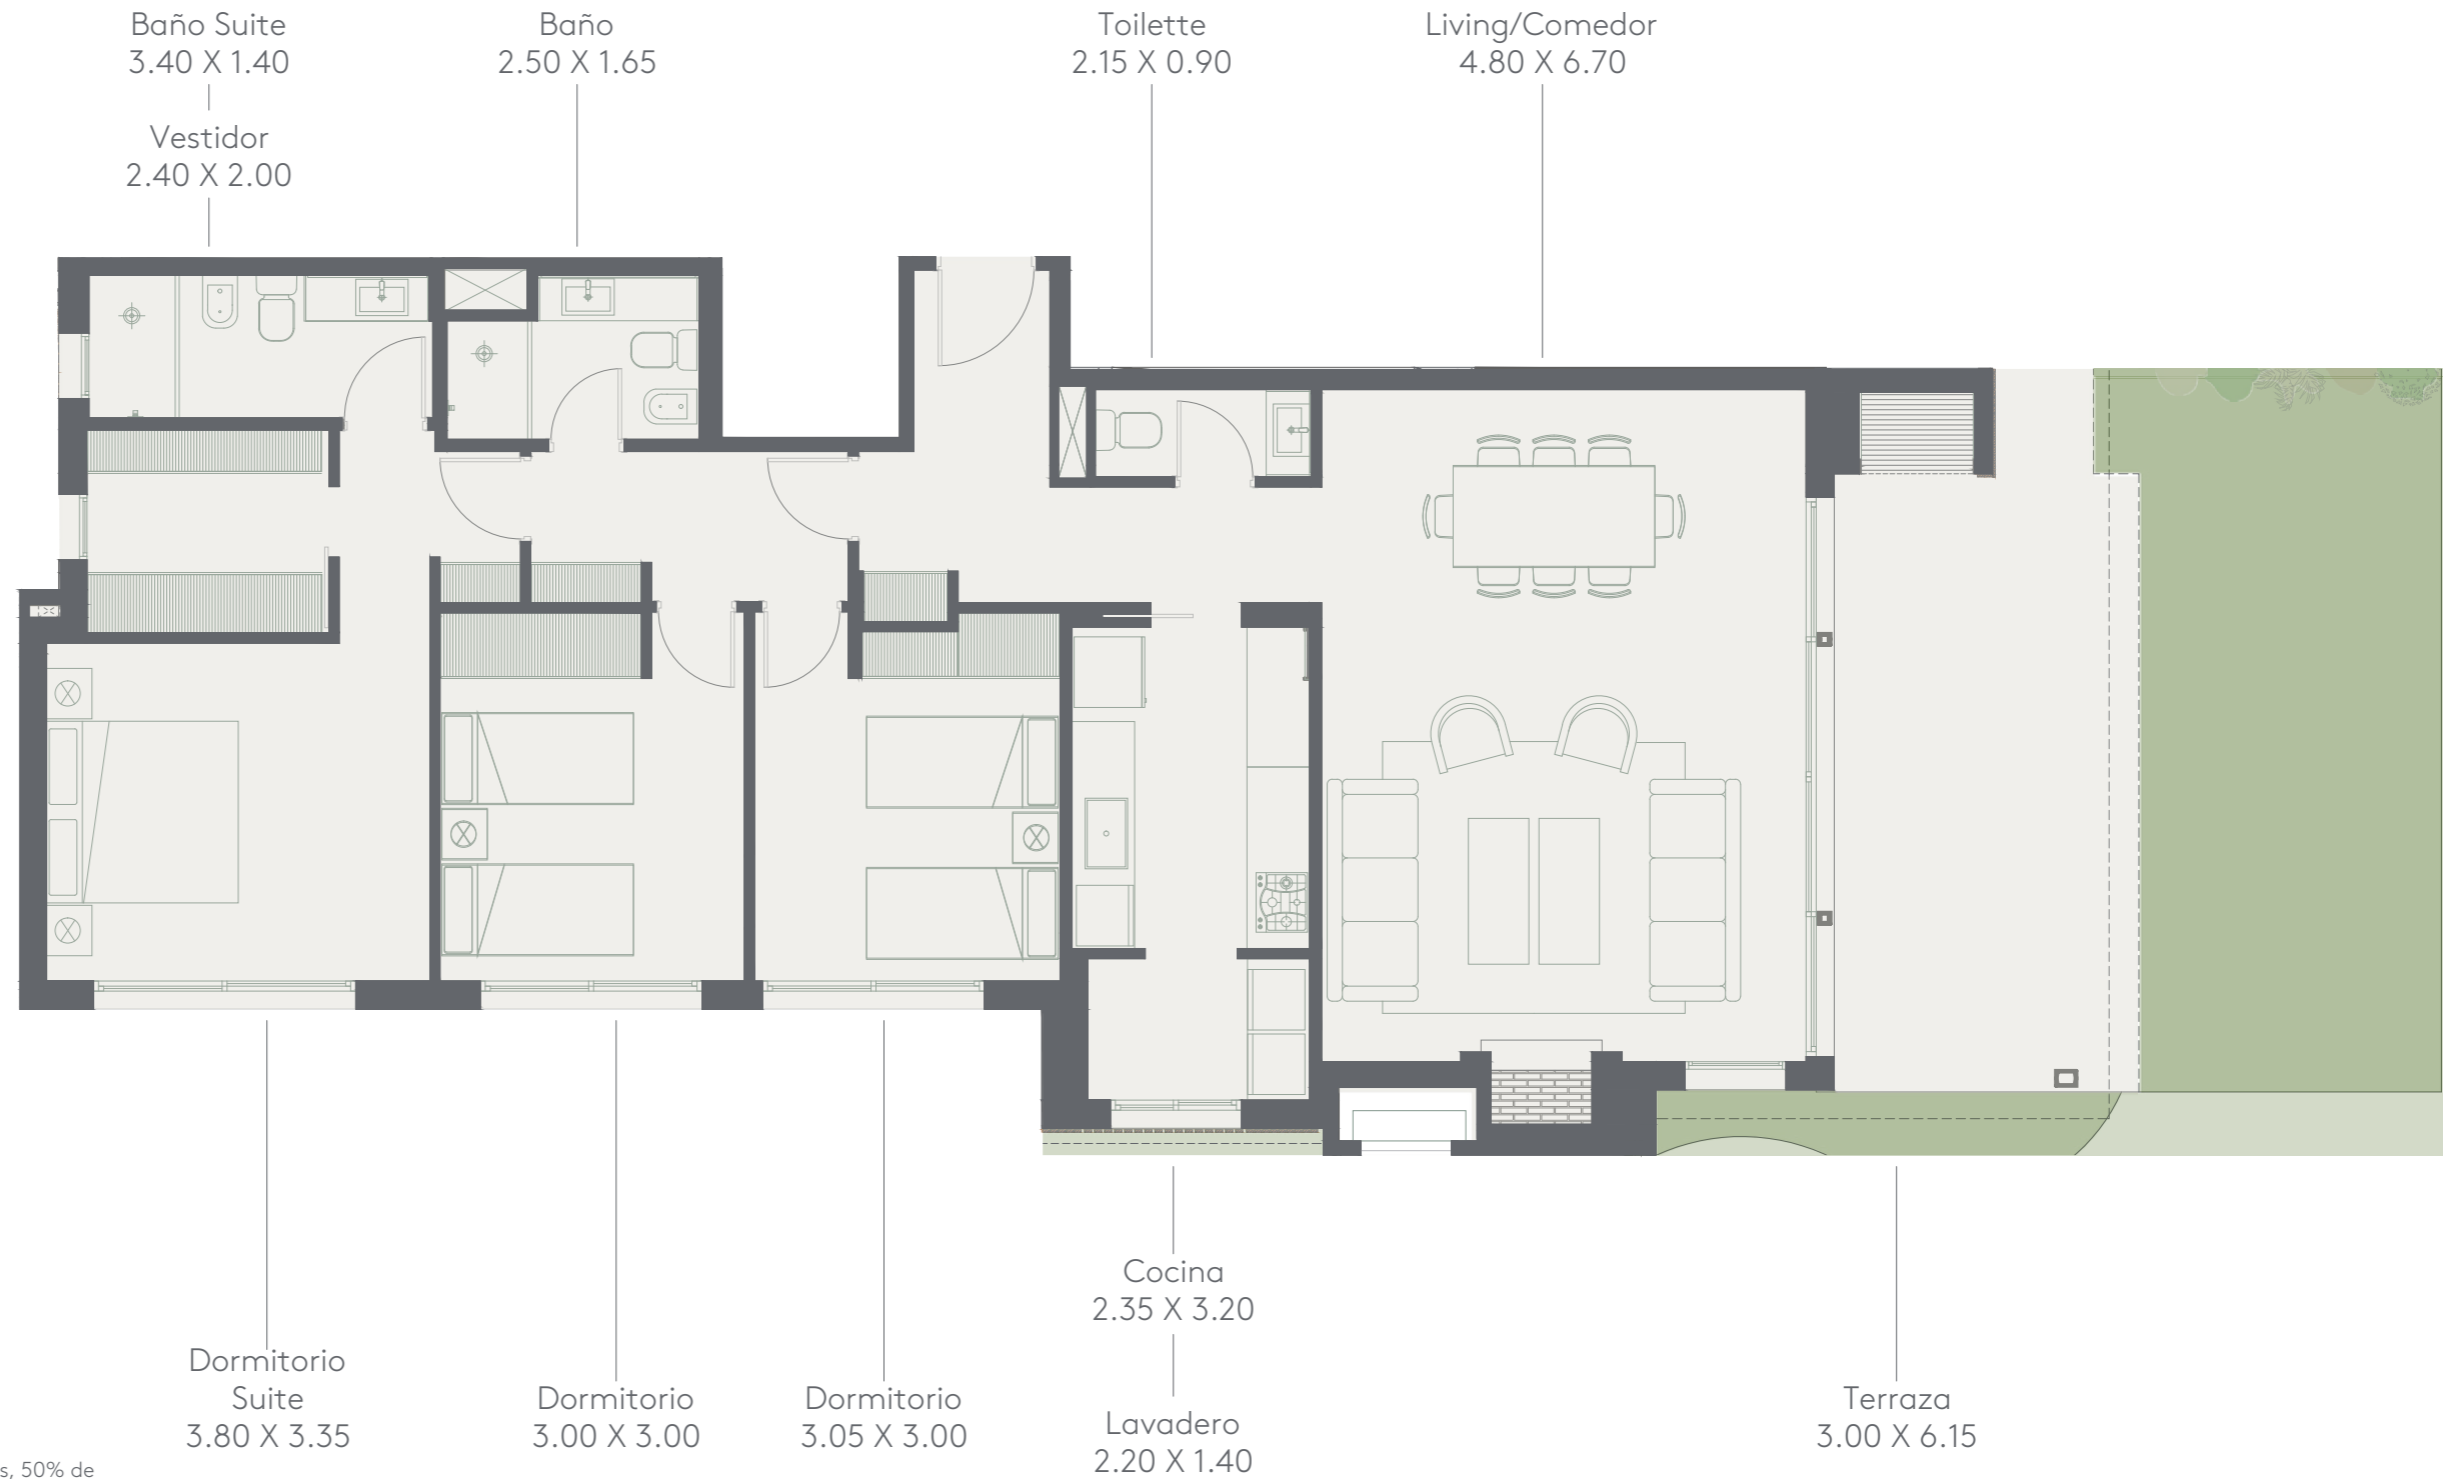 Baño Suite
3.40 X 1.40
Vestidor
2.40 X 2.00
Baño
2.50 X 1.65
Toilette
2.15 X 0.90
Living/Comedor
4.80 X 6.70
Dormitorio
Suite
3.80 X 3.35
Dormitorio
3.00 X 3.00
Dormitorio
3.05 X 3.00
Cocina
2.35 X 3.20
Lavadero
2.20 X 1.40
Terraza
3.00 X 6.15
s, 50% de